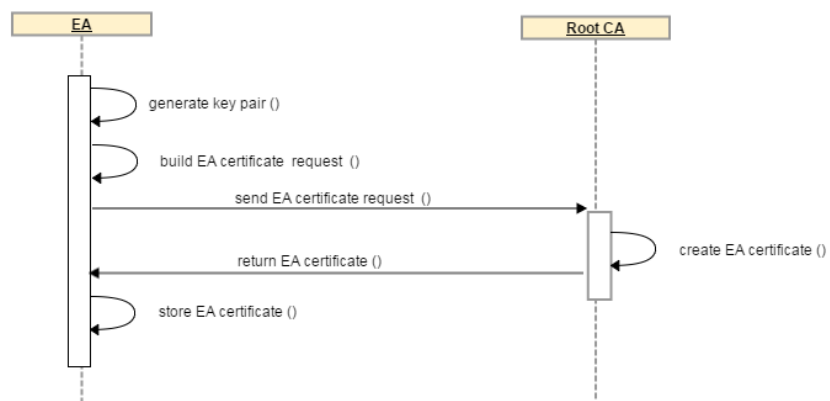 EA
Root CA
generate key pair ()
build EA certificate request ()
send EA certificate request ()
create EA certificate ()
return EA certificate ()
store EA certificate ()